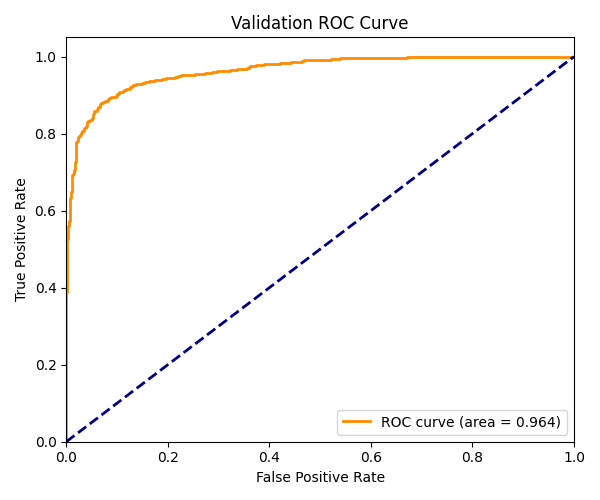 Validation ROC Curve
1.0
0.8
0.6
0.4
0.2
0.0
True Positive Rate
ROC curve (area = 0.964)
0.0 0.2 0.4 0.6 0.8 1.0
False Positive Rate